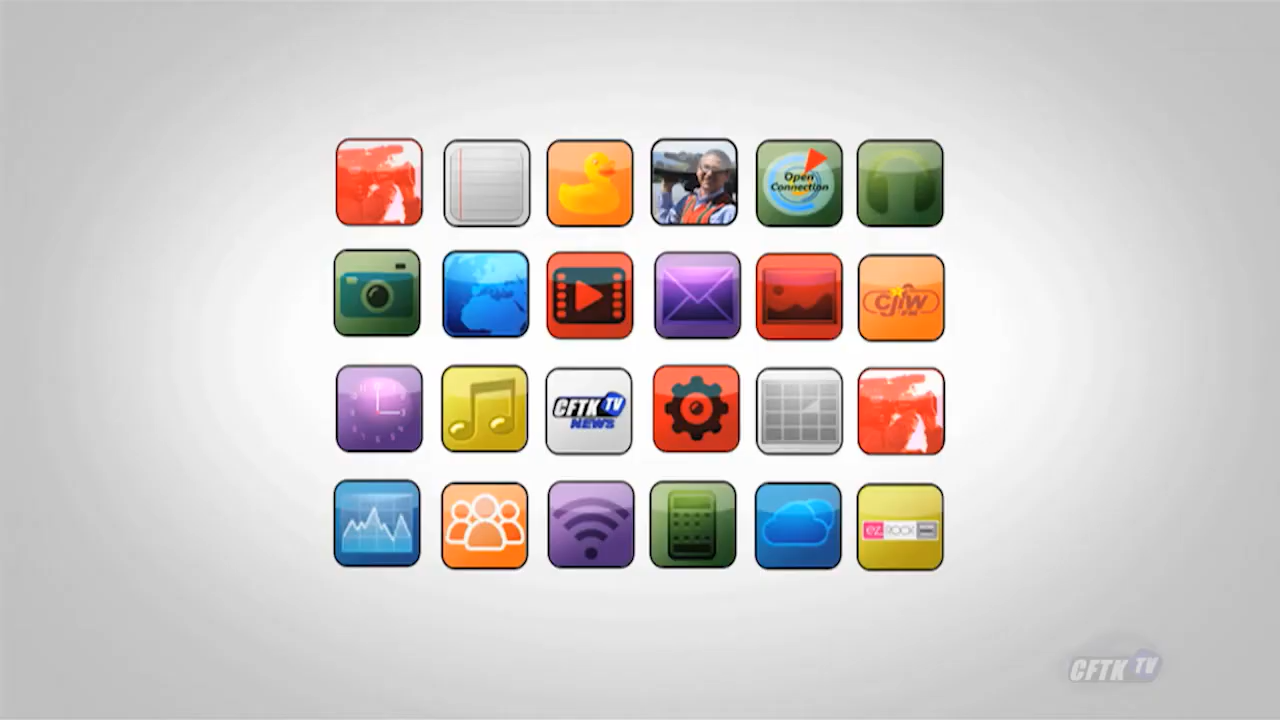 Open
Connection
cjfw
FM
CFTK TV
NEWS
ez ROCK
CFTK TV